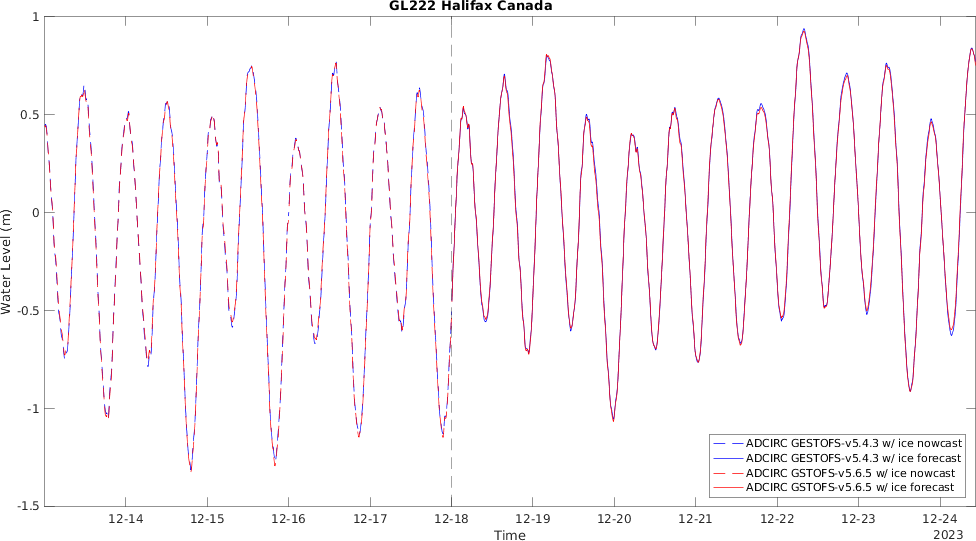 GL222 Halifax Canada
1
0.5
0
-0.5
-1
-1.5
Water Level (m)
ADCIRC GESTOFS-v5.4.3 w/ ice nowcast
ADCIRC GESTOFS-v5.4.3 w/ ice forecast
ADCIRC GSTOFS-v5.6.5 w/ ice nowcast
ADCIRC GSTOFS-v5.6.5 w/ ice forecast
12-14 12-15 12-16 12-17 12-18 12-19 12-20 12-21 12-22 12-23 12-24
Time
2023